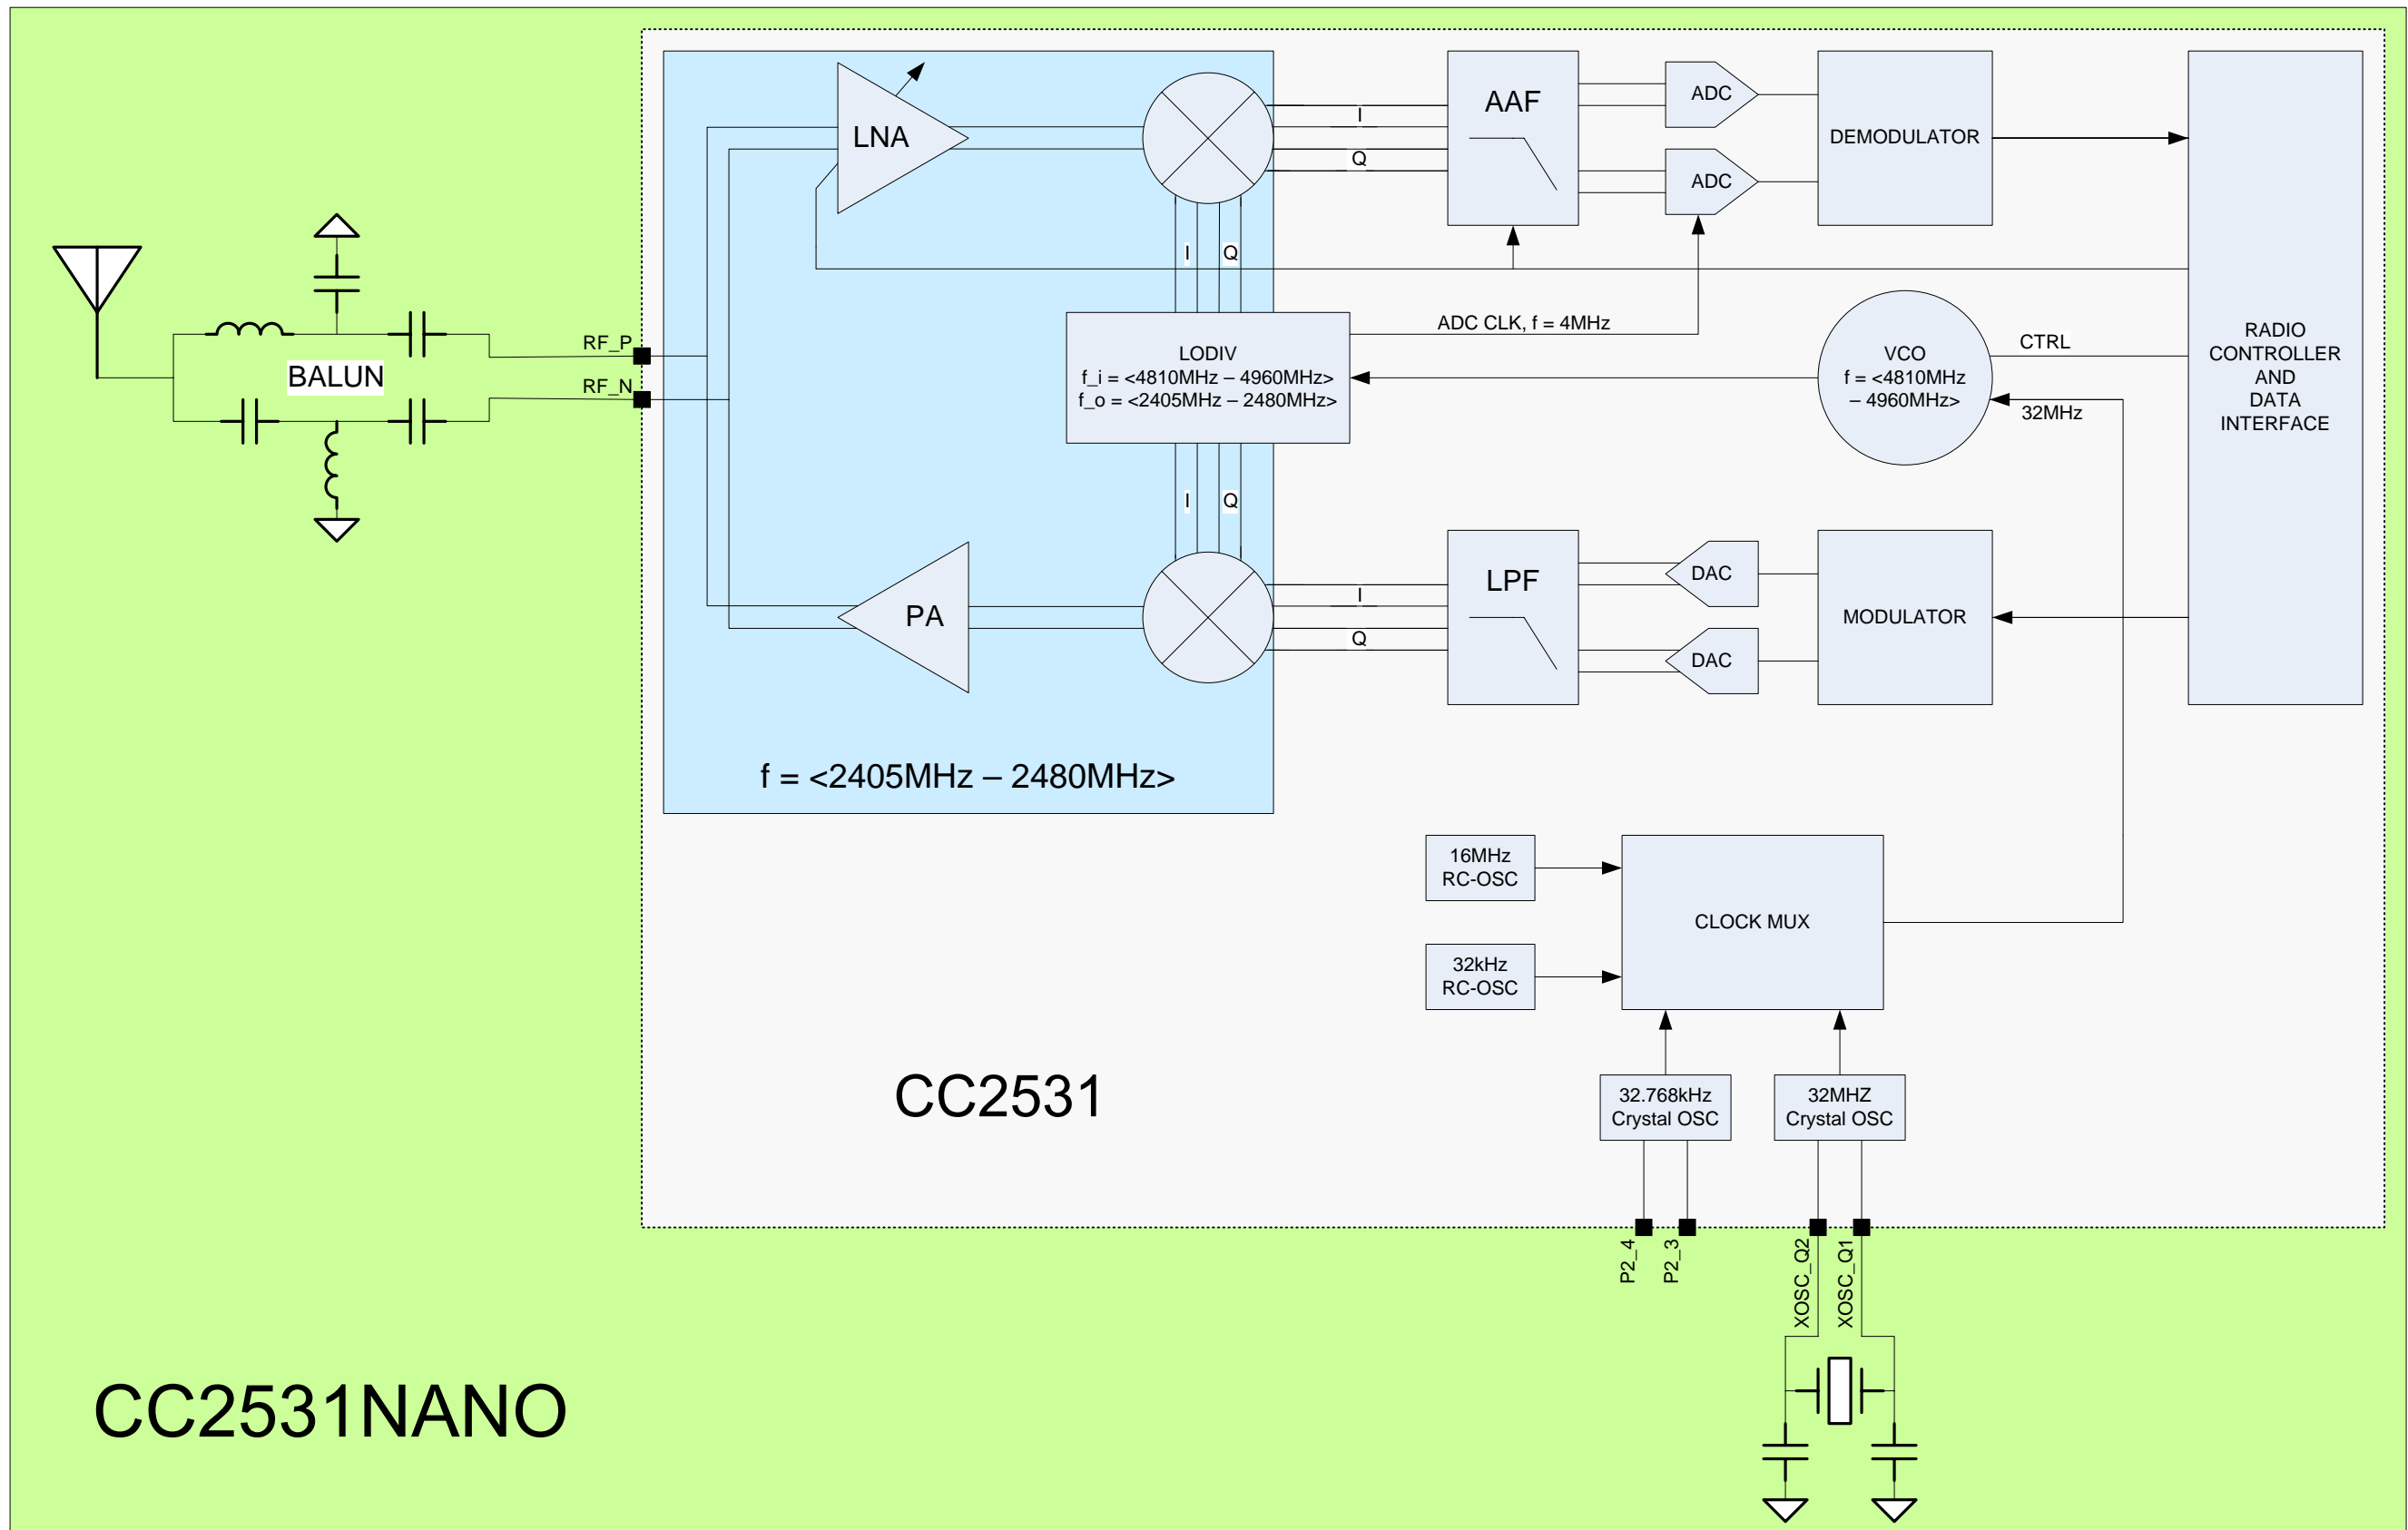 LNA
I
Q
AAF
ADC
ADC
DEMODULATOR
I
Q
ADC CLK, f = 4MHz
LODIV
f_i = <4810MHz – 4960MHz>
f_o = <2405MHz – 2480MHz>
VCO
f = <4810MHz
– 4960MHz>
CTRL
32MHz
RADIO
CONTROLLER
AND
DATA
INTERFACE
RF_P
RF_N
BALUN
I
Q
PA
I
Q
LPF
DAC
DAC
MODULATOR
f = <2405MHz – 2480MHz>
16MHz
RC-OSC
32kHz
RC-OSC
CLOCK MUX
32.768kHz
Crystal OSC
32MHZ
Crystal OSC
CC2531
P2_4
P2_3
XOSC_Q2
XOSC_Q1
CC2531NANO